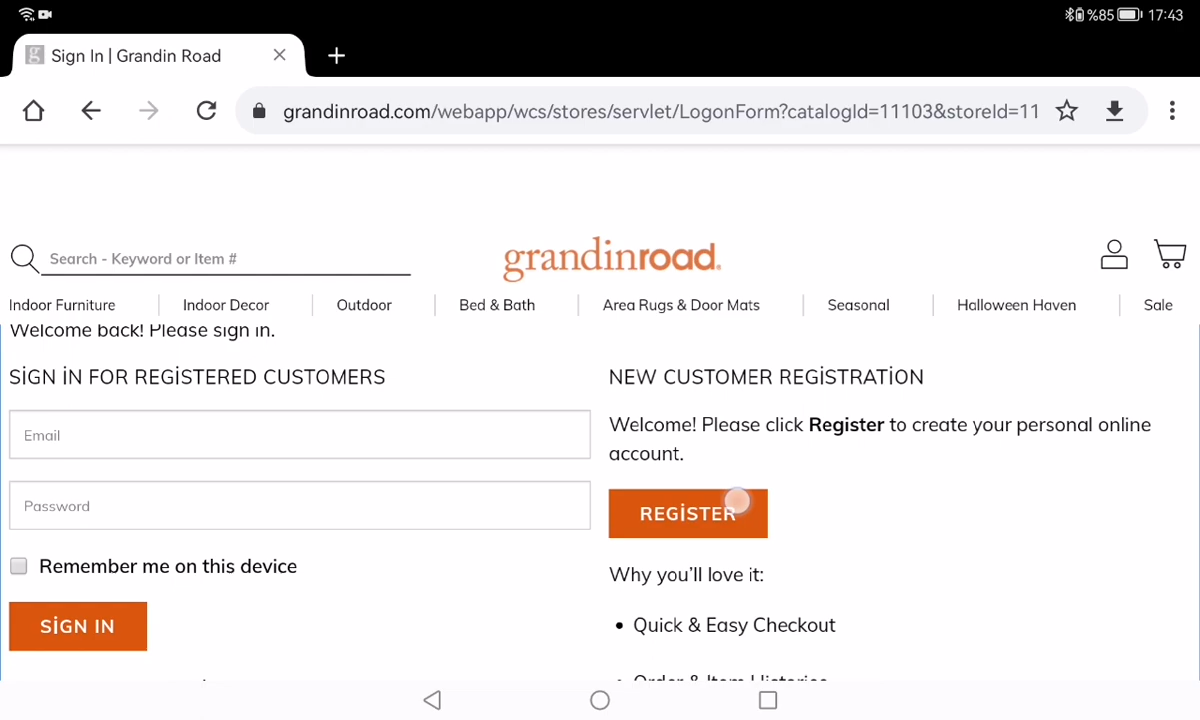 %85 17:43
Sign In | Grandin Road
grandinroad.com/webapp/wcs/stores/servlet/LogonForm?catalogId=11103&storeId=11
Search - Keyword or Item #
grandinroad.
Indoor Furniture Indoor Decor Outdoor Bed & Bath Area Rugs & Door Mats Seasonal Halloween Haven Sale
Welcome back! Please sign in.
SİGN İN FOR REGİSTERED CUSTOMERS
Email
Password
Remember me on this device
SİGN IN
NEW CUSTOMER REGİSTRATİON
Welcome! Please click Register to create your personal online
account.
REGİSTER
Why you'll love it:
• Quick & Easy Checkout
• Order & Item Histories